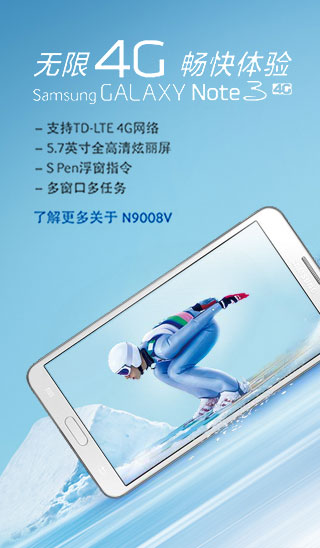 无限 4G 畅快体验
Samsung GALAXY Note 3 4G
– 支持TD-LTE 4G网络
– 5.7英寸全高清炫丽屏
– S Pen浮窗指令
– 多窗口多任务
了解更多关于 N9008V